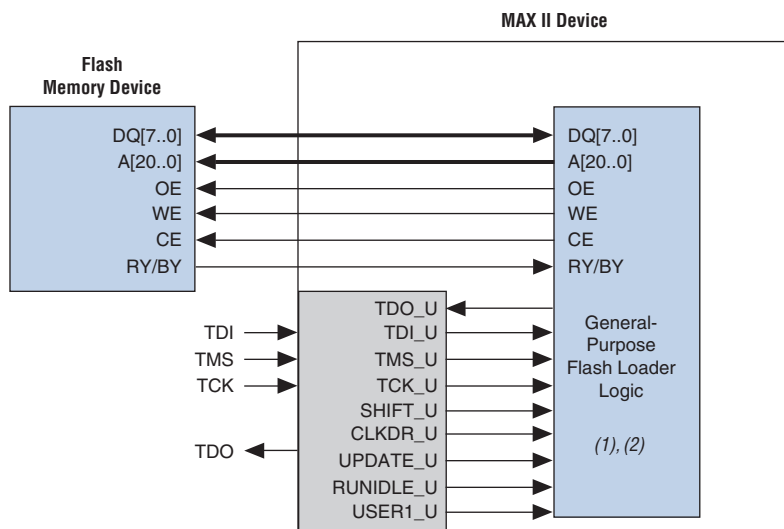 MAX II Device
Flash
Memory Device
DQ[7..0]
A[20..0]
OE
WE
CE
RY/BY
DQ[7..0]
A[20..0]
OE
WE
CE
RY/BY
TDI
TMS
TCK
TDO
TDO_U
TDI_U
TMS_U
TCK_U
SHIFT_U
CLKDR_U
UPDATE_U
RUNIDLE_U
USER1_U
General-
Purpose
Flash Loader
Logic
(1), (2)